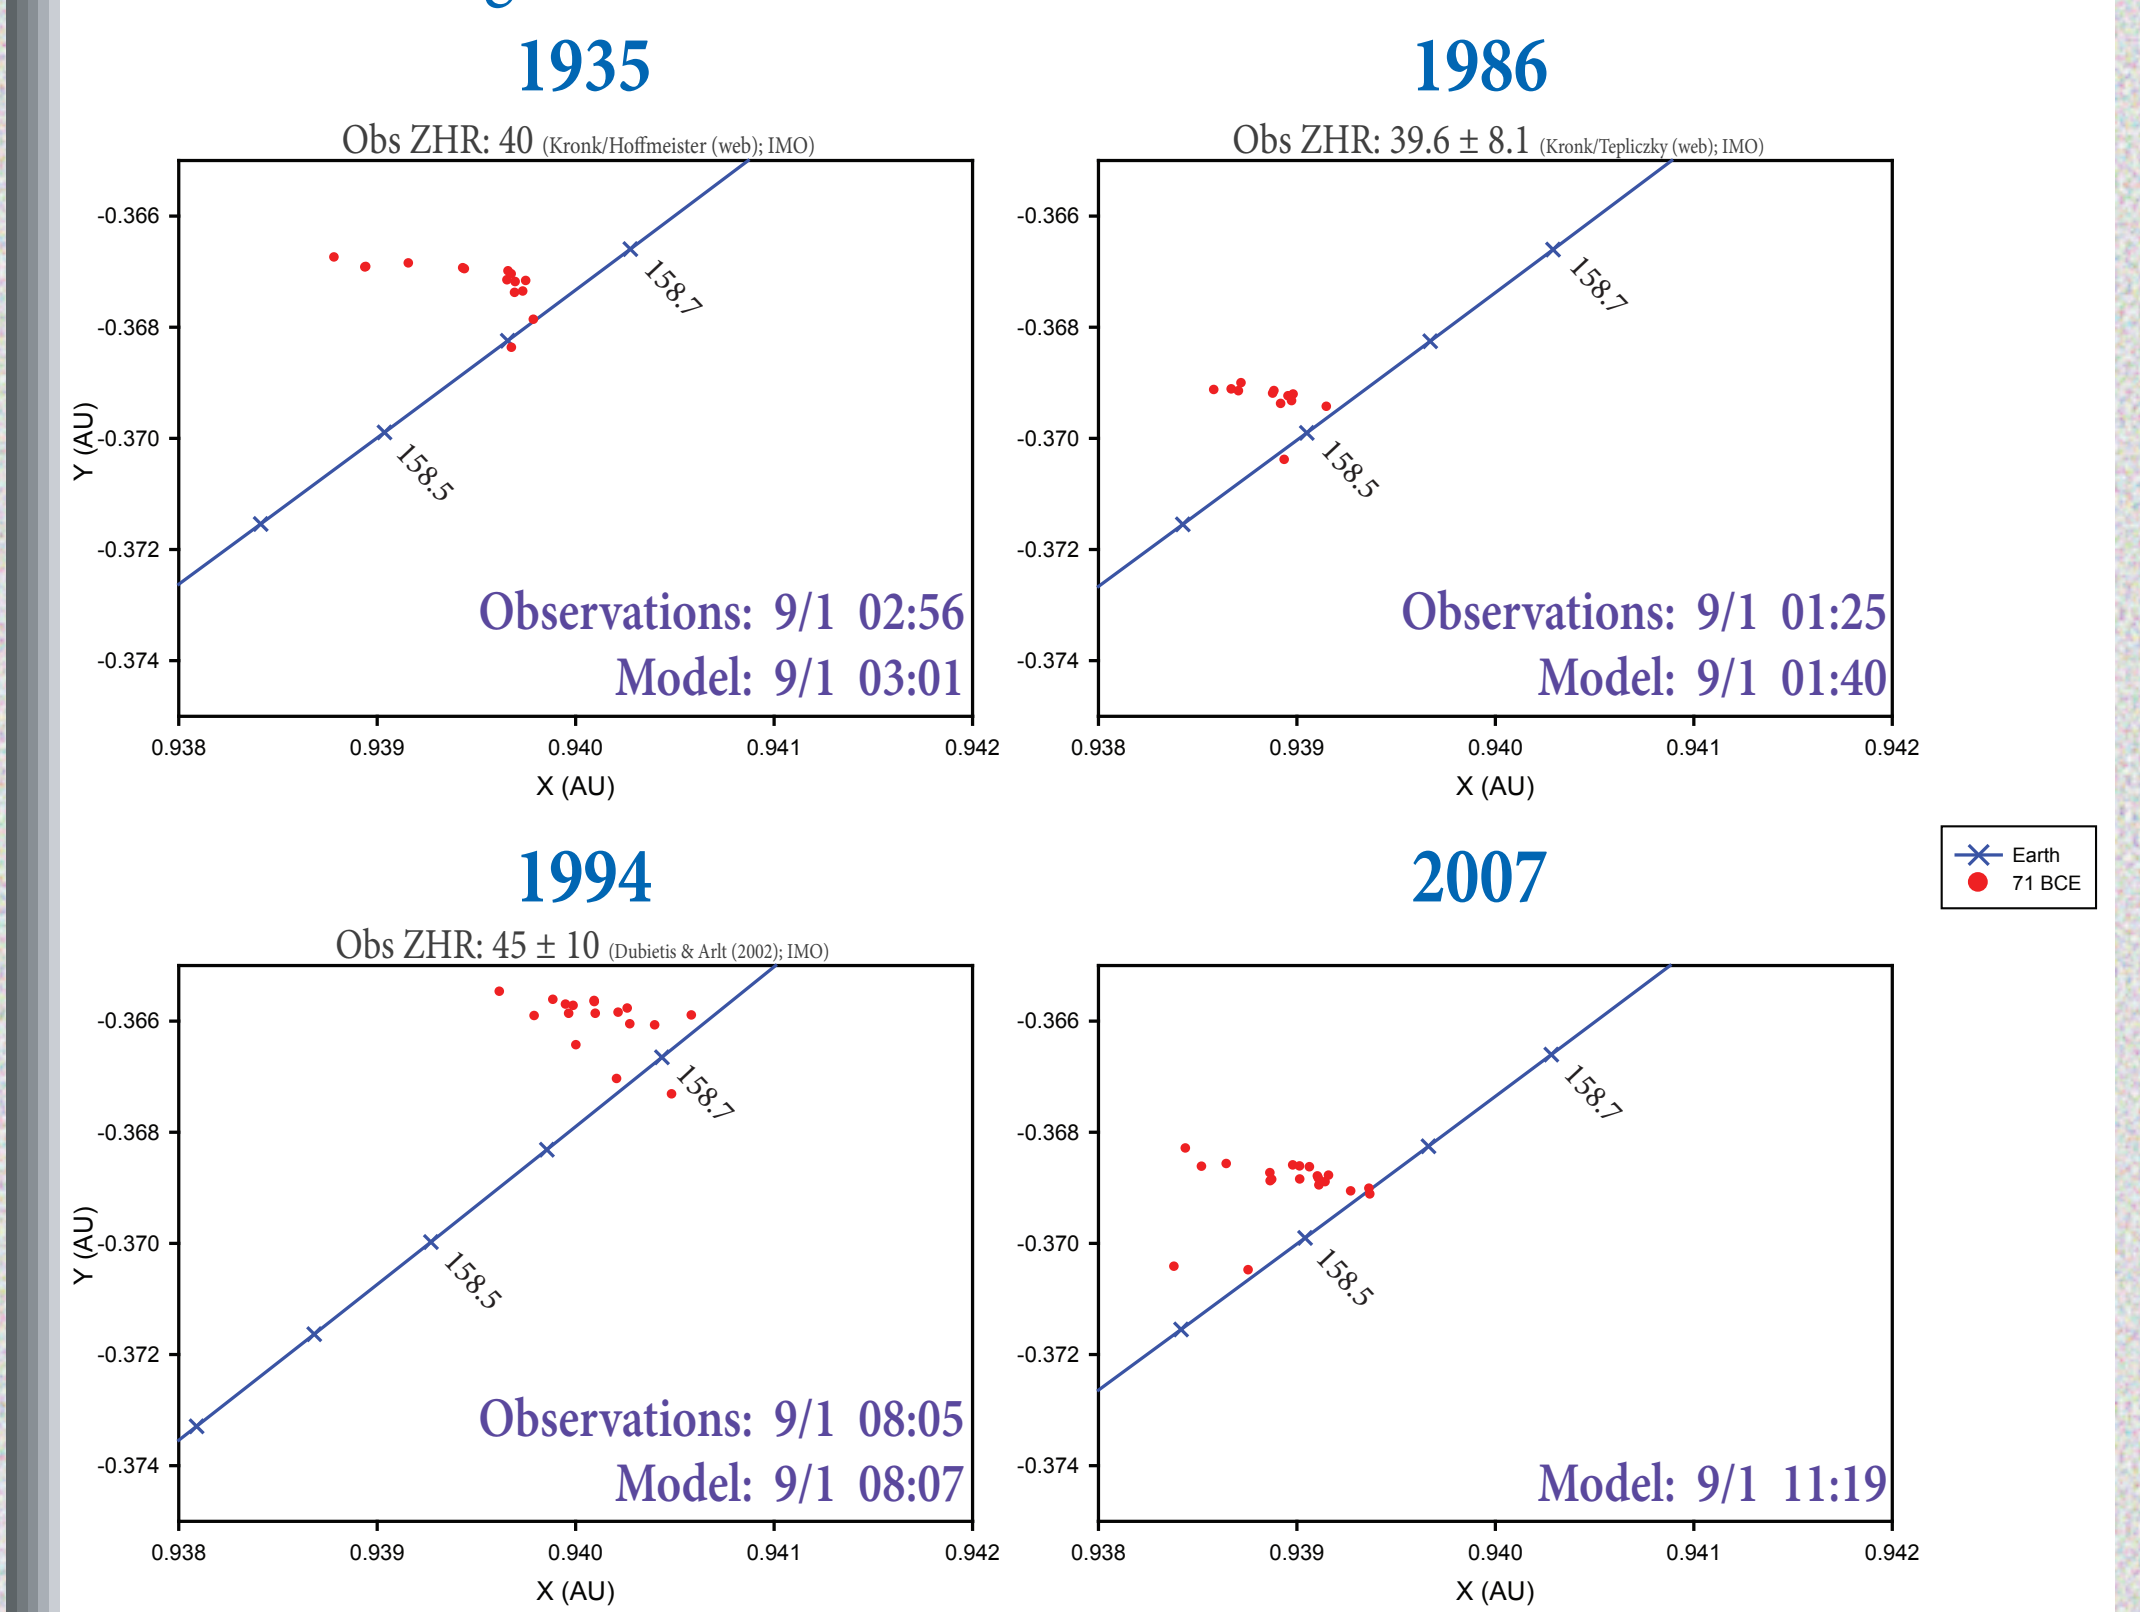 1935
Obs ZHR: 40 (Kronk/Hoffmeister (web); IMO)
-0.366
-0.368
-0.370
-0.372
-0.374
Y (AU)
158.7
158.5
Observations: 9/1 02:56
Model: 9/1 03:01
0.938 0.939 0.940 0.941 0.942
X (AU)
1986
Obs ZHR: 39.6 ± 8.1 (Kronk/Tepliczky (web); IMO)
-0.366
-0.368
-0.370
-0.372
-0.374
158.7
158.5
Observations: 9/1 01:25
Model: 9/1 01:40
0.938 0.939 0.940 0.941 0.942
X (AU)
Earth
71 BCE
1994
Obs ZHR: 45 ± 10 (Dubietis & Arlt (2002); IMO)
-0.366
-0.368
-0.370
-0.372
-0.374
Y (AU)
158.7
158.5
Observations: 9/1 08:05
Model: 9/1 08:07
0.938 0.939 0.940 0.941 0.942
X (AU)
2007
-0.366
-0.368
-0.370
-0.372
-0.374
158.7
158.5
Model: 9/1 11:19
0.938 0.939 0.940 0.941 0.942
X (AU)